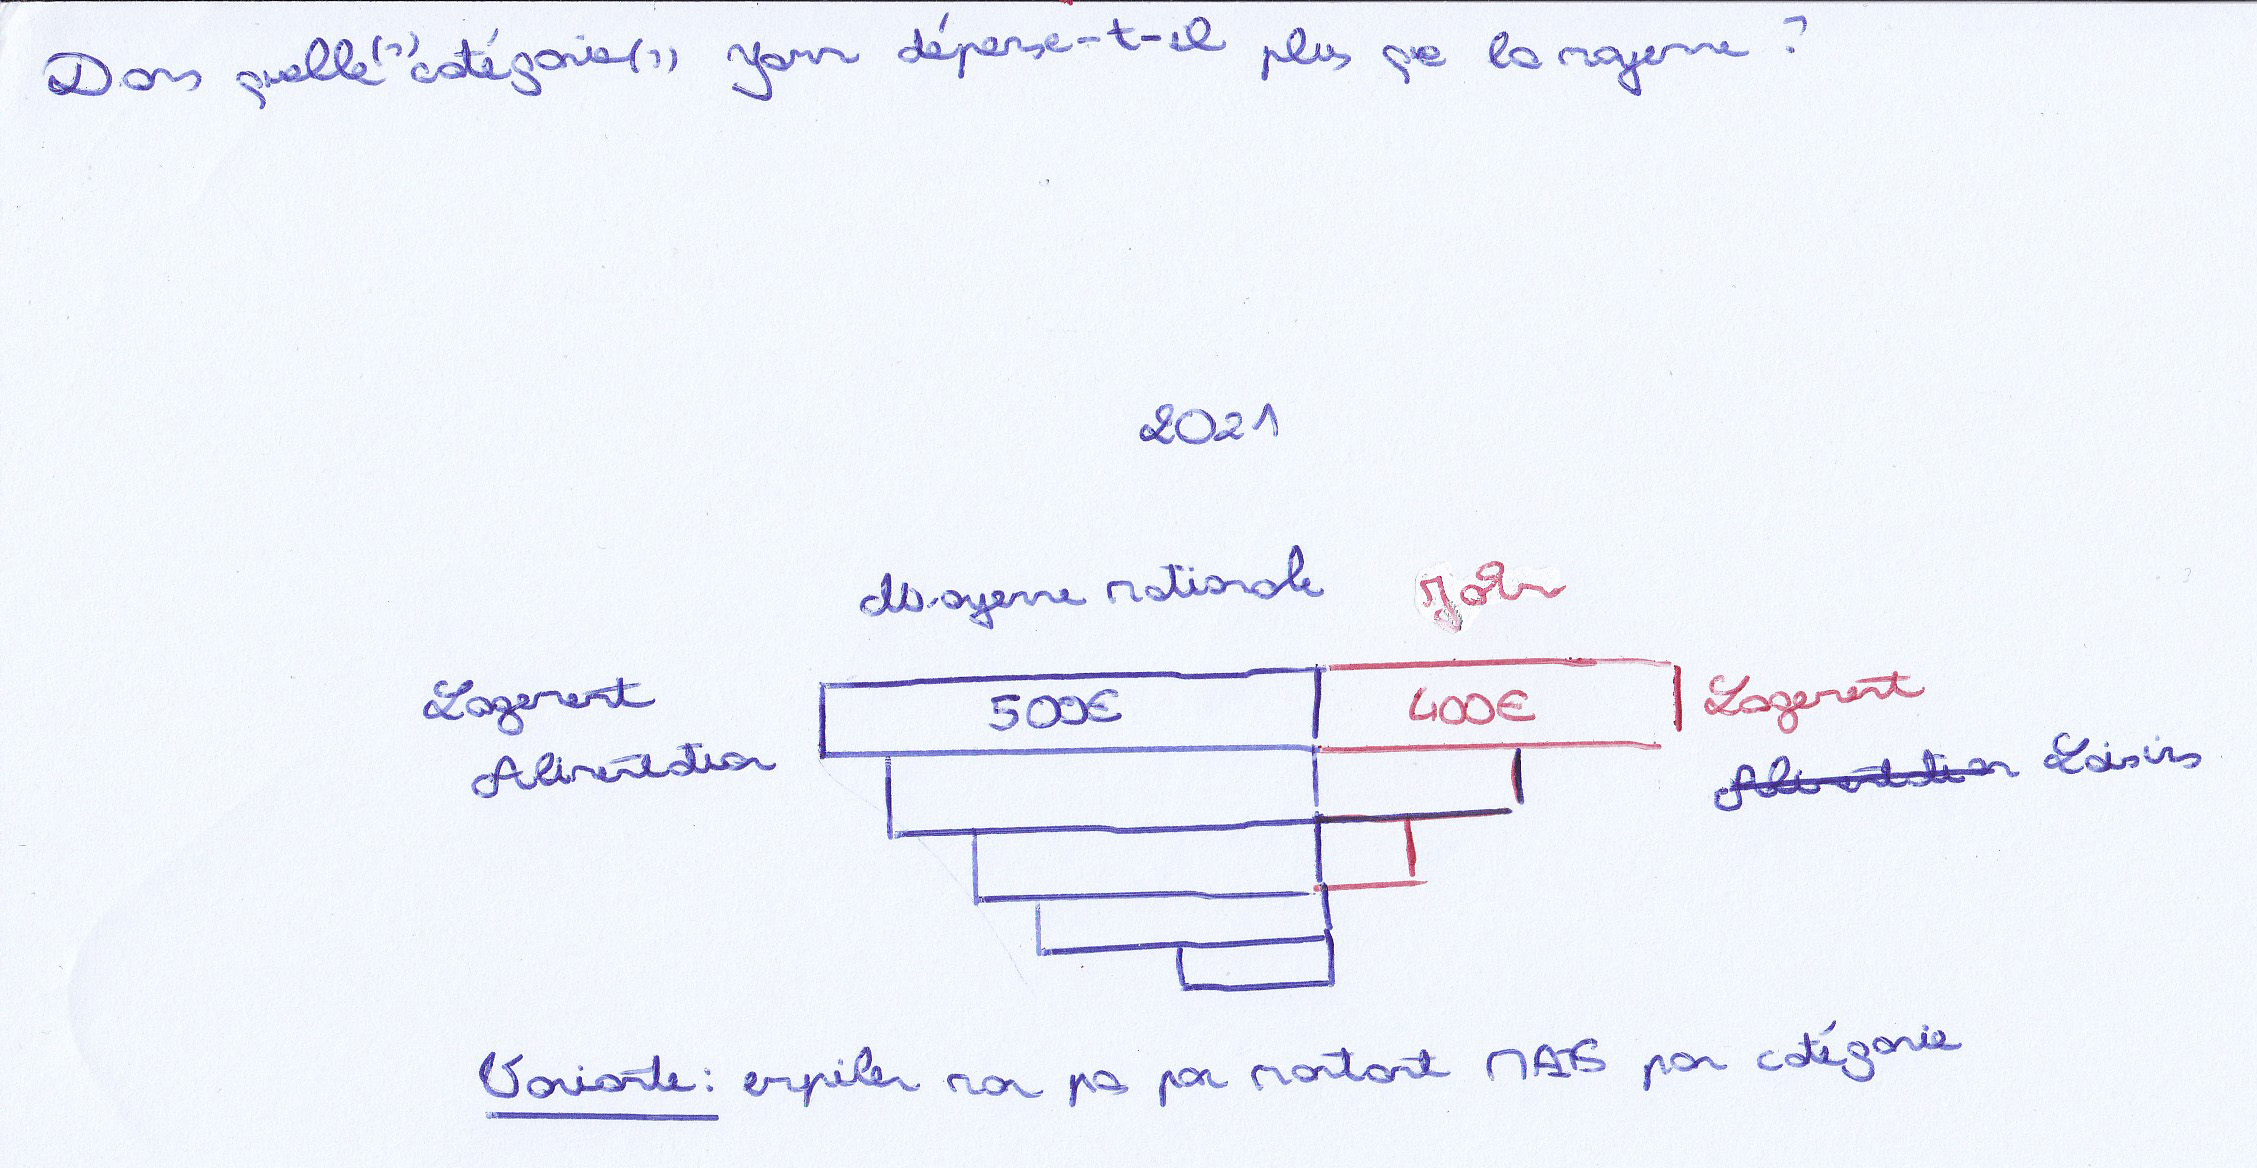 Dans quelle(s) catégorie(s) Yann dépense-t-il plus que la moyenne ?
2021
Moyenne nationale
Logement 500€ 400€ Logement
Alimentation Alimentation Loisirs
Variante : empiler non pas par montant MAIS par catégorie